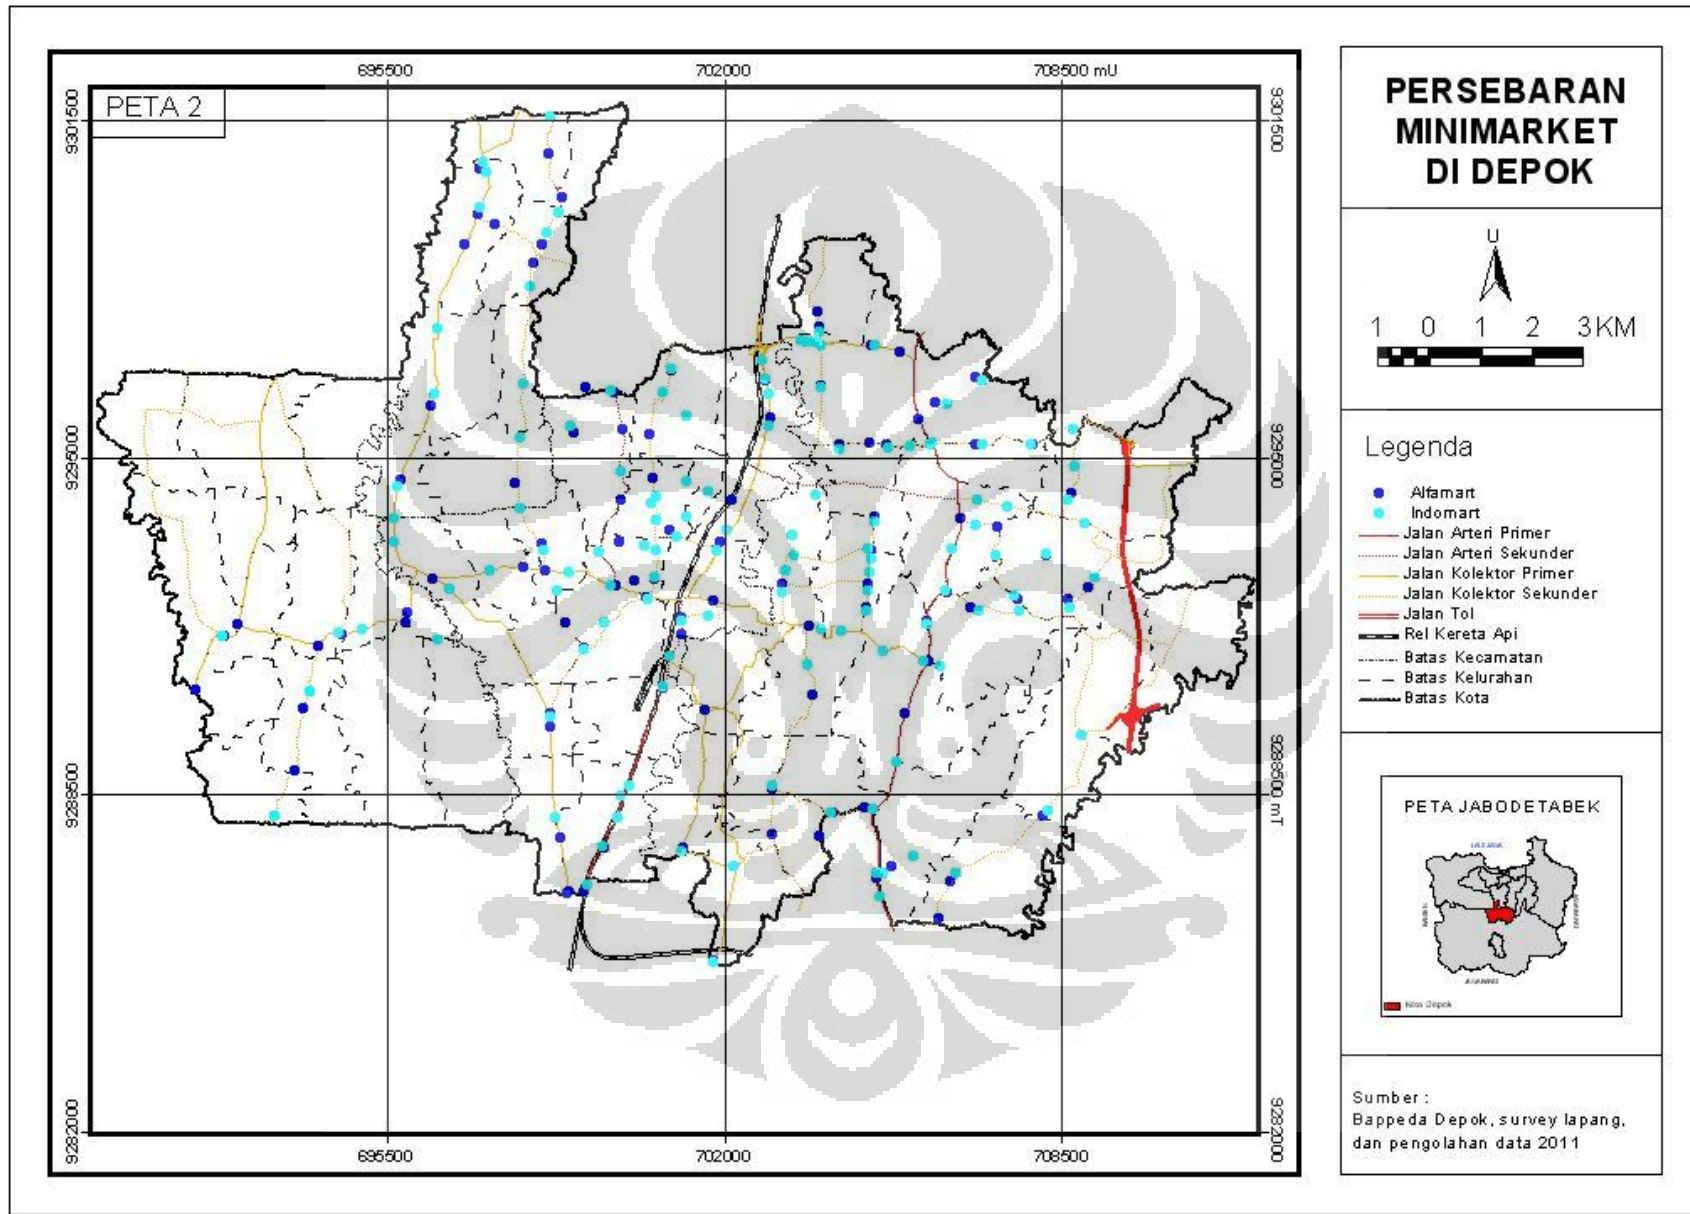 PETA 2
695500
702000
708500 mU
9301500
9301500
9295000
9295000
9288500
9288500 mT
9282000
9282000
695500
702000
708500
PERSEBARAN
MINIMARKET
DI DEPOK
U
1 0 1 2 3 KM
Legenda
Alfamart
Indomart
Jalan Arteri Primer
Jalan Arteri Sekunder
Jalan Kolektor Primer
Jalan Kolektor Sekunder
Jalan Tol
Rel Kereta Api
Batas Kecamatan
Batas Kelurahan
Batas Kota
PETA JABODETABEK
Kota Depok
Sumber :
Bappeda Depok, survey lapang,
dan pengolahan data 2011